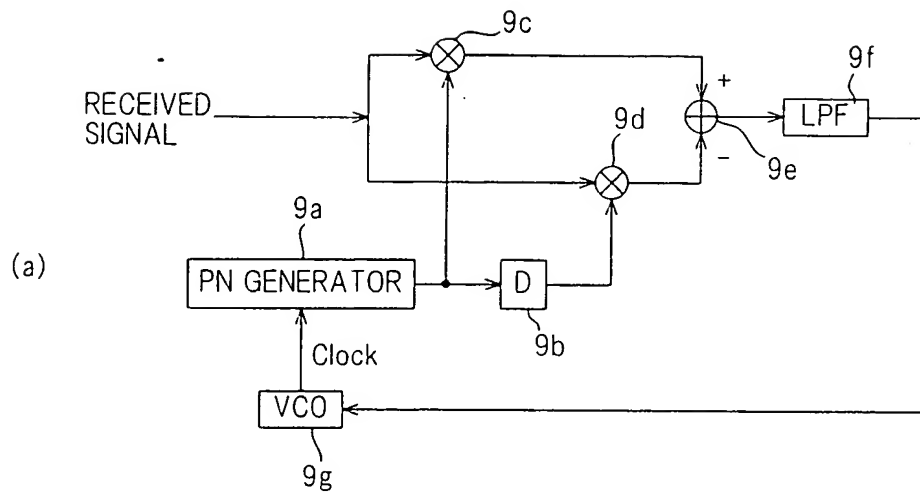 9c
9f
RECEIVED
SIGNAL
+
LPF
9d
-
9e
9a
(a)
PN GENERATOR
D
9b
Clock
VCO
9g